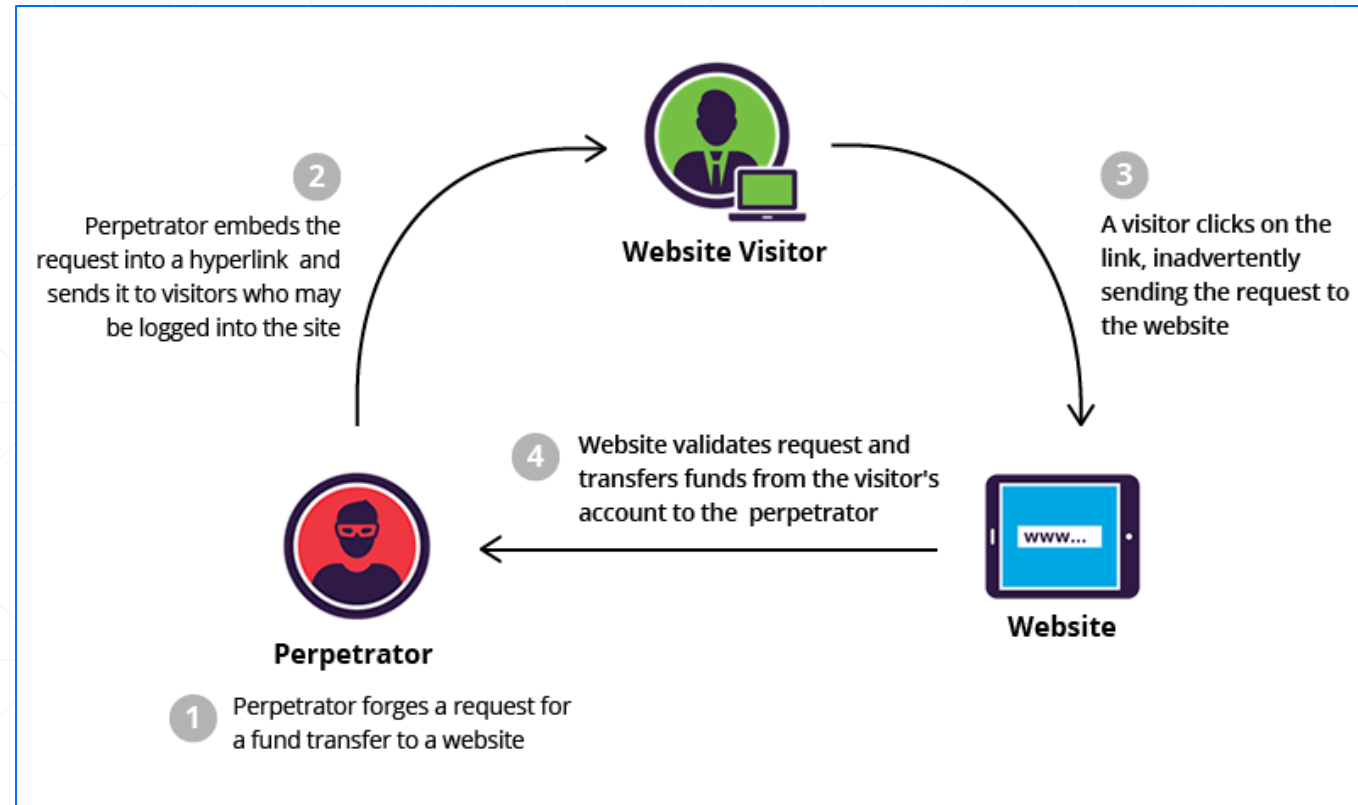 2
Perpetrator embeds the
request into a hyperlink and
sends it to visitors who may
be logged into the site
Website Visitor
3
A visitor clicks on the
link, inadvertently
sending the request to
the website
4
Website validates request and
transfers funds from the visitor's
account to the perpetrator
www...
Website
Perpetrator
1
Perpetrator forges a request for
a fund transfer to a website